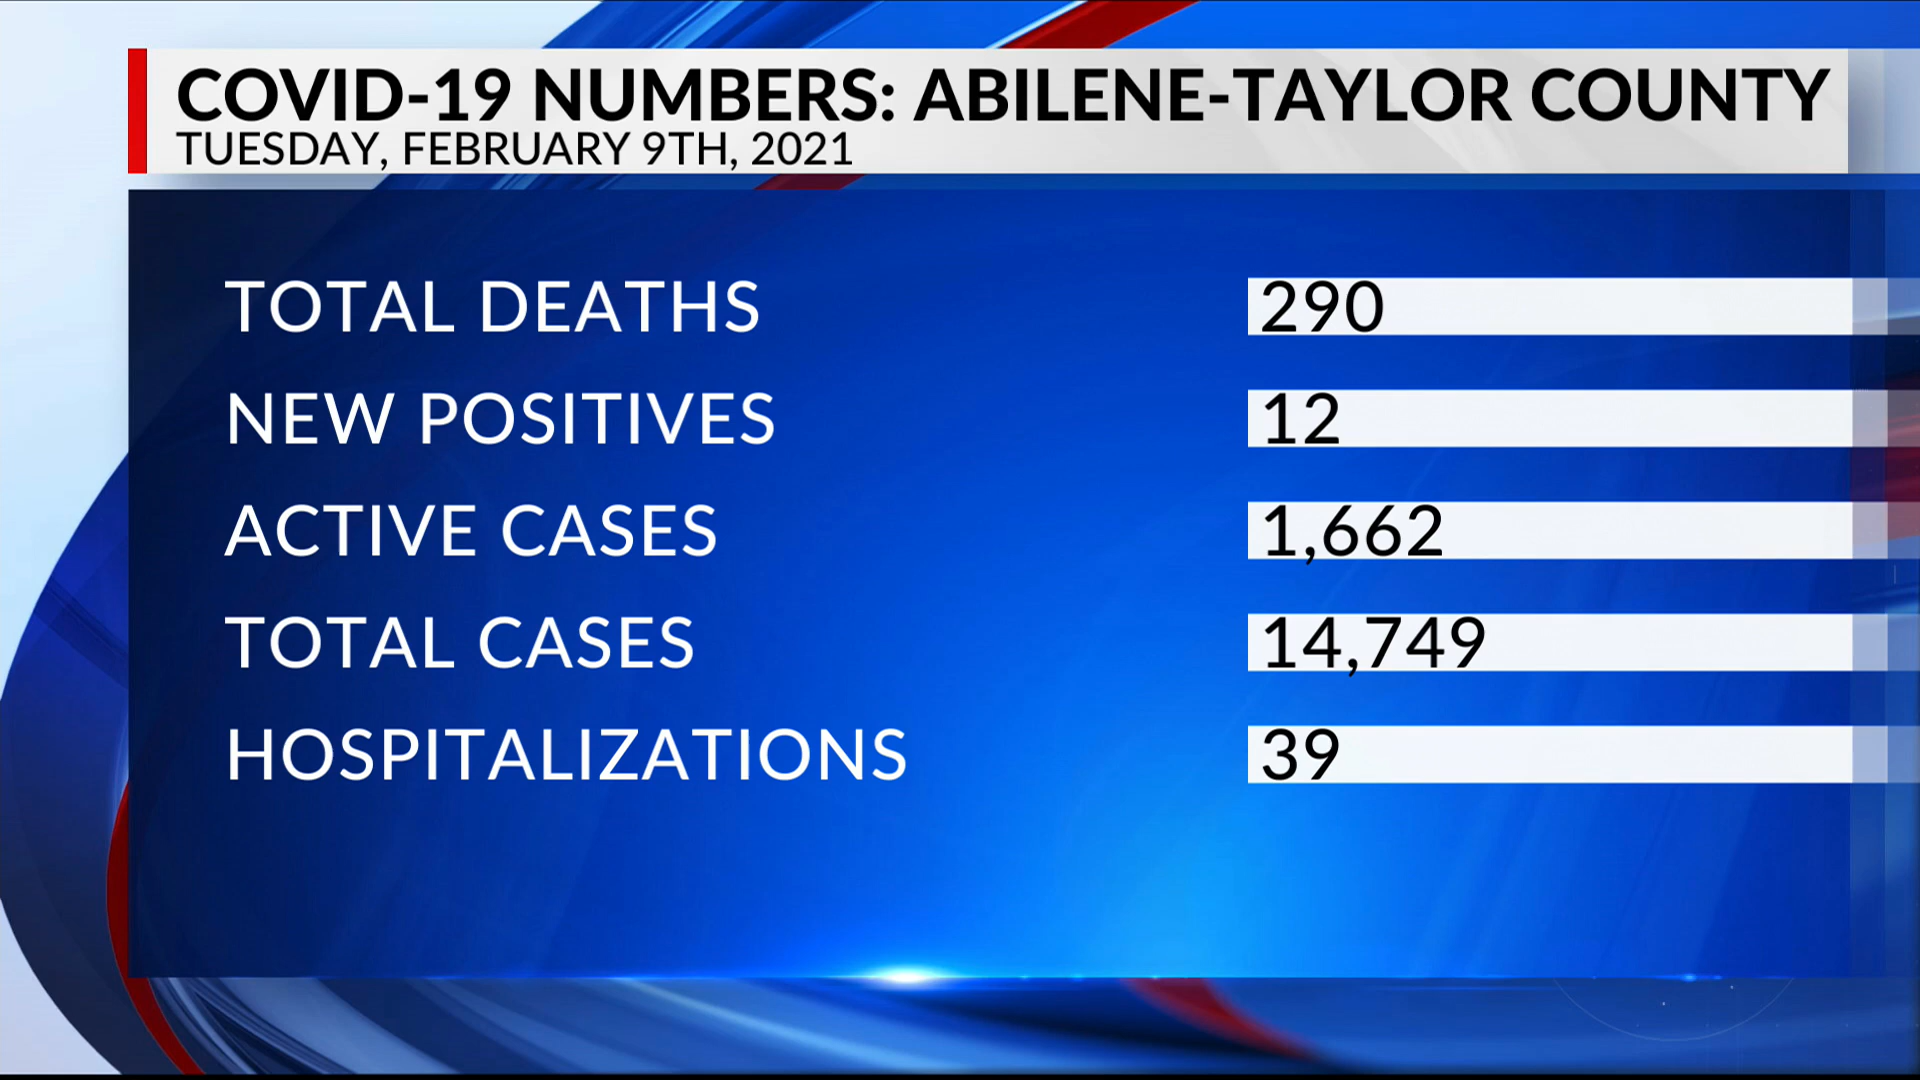 COVID-19 NUMBERS: ABILENE-TAYLOR COUNTY
TUESDAY, FEBRUARY 9TH, 2021
TOTAL DEATHS 290
NEW POSITIVES 12
ACTIVE CASES 1,662
TOTAL CASES 14,749
HOSPITALIZATIONS 39